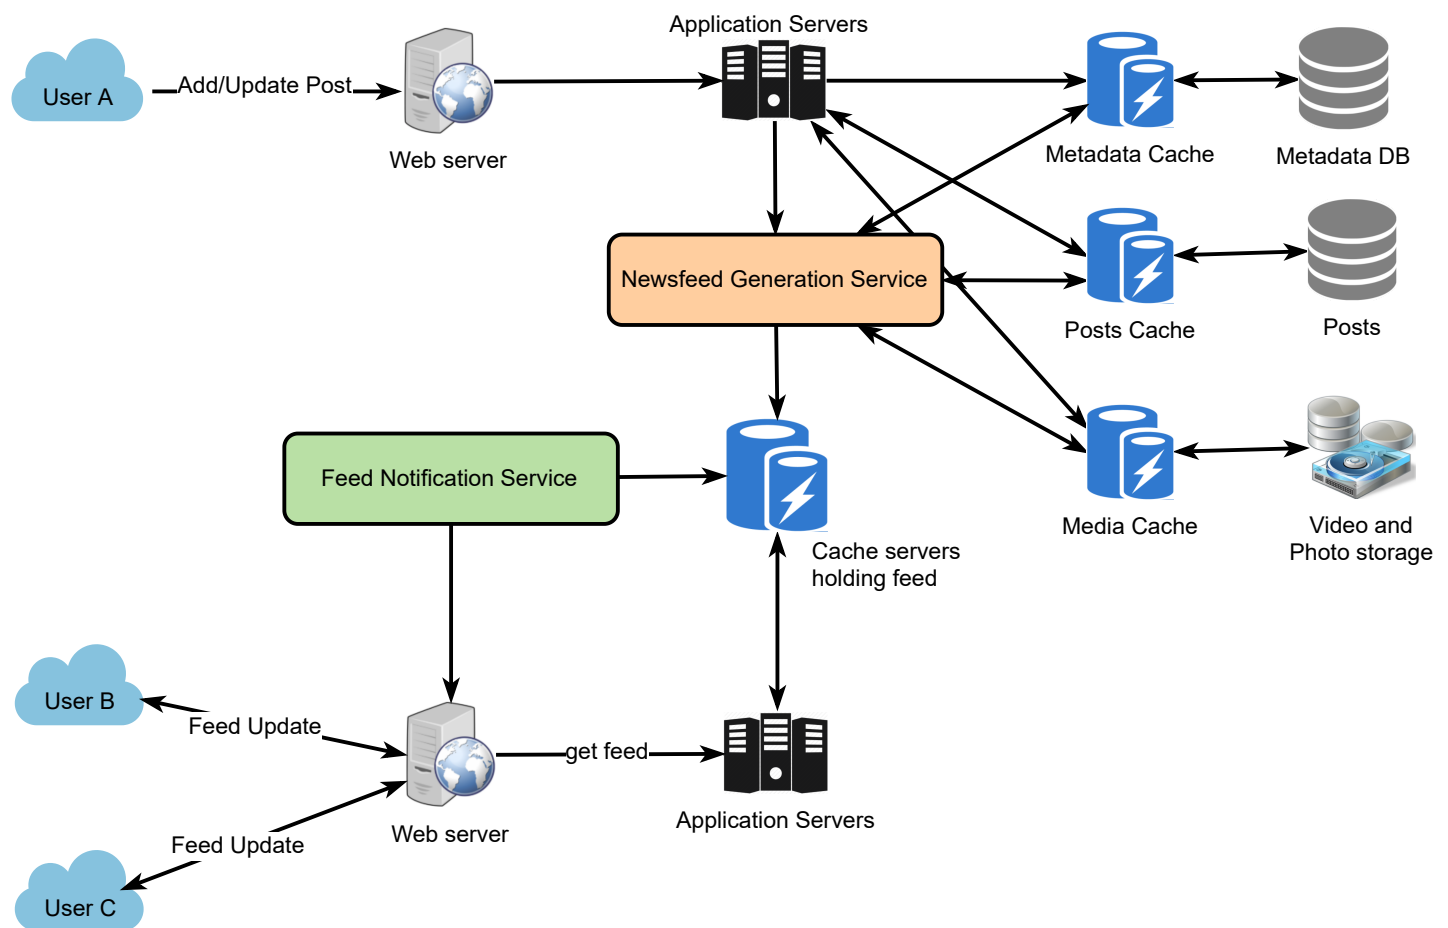 Application Servers
User A
Add/Update Post
Web server
Metadata Cache
Metadata DB
Newsfeed Generation Service
Posts Cache
Posts
Feed Notification Service
Media Cache
Video and
Photo storage
Cache servers
holding feed
User B
Feed Update
get feed
Web server
Application Servers
Feed Update
User C